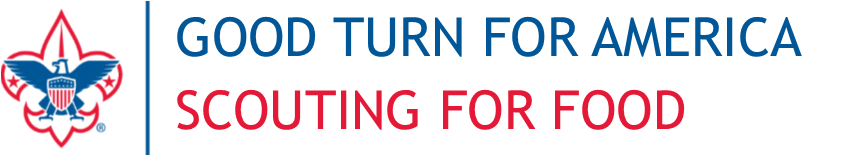 GOOD TURN FOR AMERICA
SCOUTING FOR FOOD
®